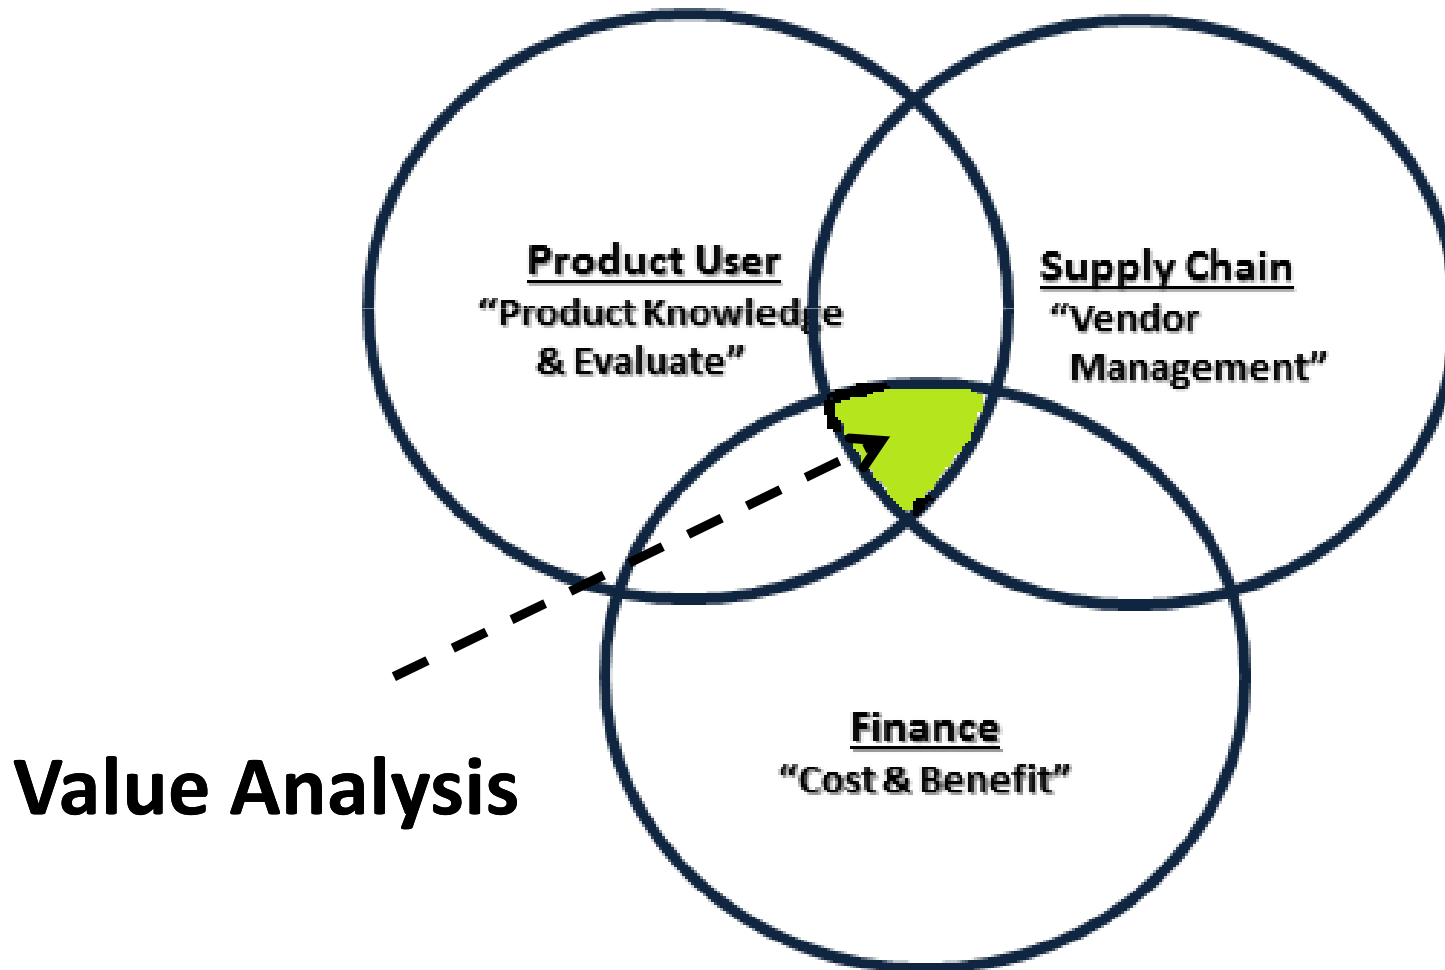 Product User
“Product Knowledge
& Evaluate”
Supply Chain
“Vendor
Management”
Finance
“Cost & Benefit”
Value Analysis